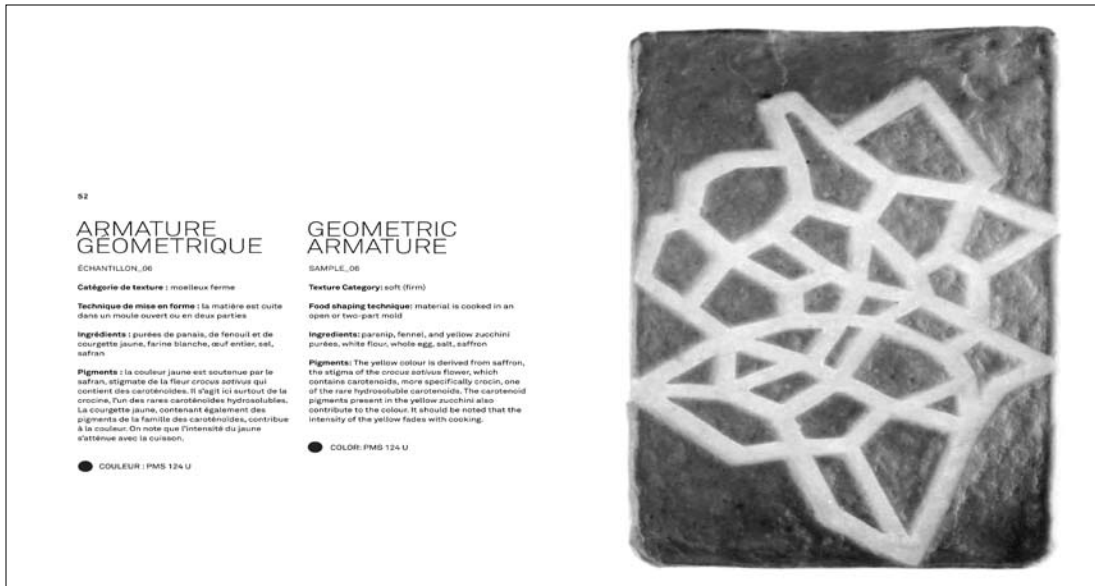 52
ARMATURE
GÉOMETRIQUE
ÉCHANTILLON_06
Catégorie de texture : moelleux ferme
Technique de mise en forme : la matière est cuite
dans un moule ouvert ou en deux parties
Ingrédients : purées de panais, de fenouil et de
courgette jaune, farine blanche, œuf entier, sel,
safran
Pigments : la couleur jaune est soutenue par le
safran, stigmate de la fleur crocus sativus qui
contient des caroténoïdes. Il s'agit ici surtout de la
crocine, l'un des rares caroténoïdes hydrosolubles.
La courgette jaune, contenant également des
pigments de la famille des caroténoïdes, contribue
à la couleur. On note que l'intensité du jaune
s'atténue avec la cuisson.
COULEUR : PMS 124 U
GEOMETRIC
ARMATURE
SAMPLE_06
Texture Category: soft (firm)
Food shaping technique: material is cooked in an
open or two-part mold
Ingredients: parsnip, fennel, and yellow zucchini
purées, white flour, whole egg, salt, saffron
Pigments: The yellow colour is derived from saffron,
the stigma of the crocus sativus flower, which
contains carotenoids, more specifically crocin, one
of the rare hydrosoluble carotenoids. The carotenoid
pigments present in the yellow zucchini also
contribute to the colour. It should be noted that the
intensity of the yellow fades with cooking.
COLOR: PMS 124 U